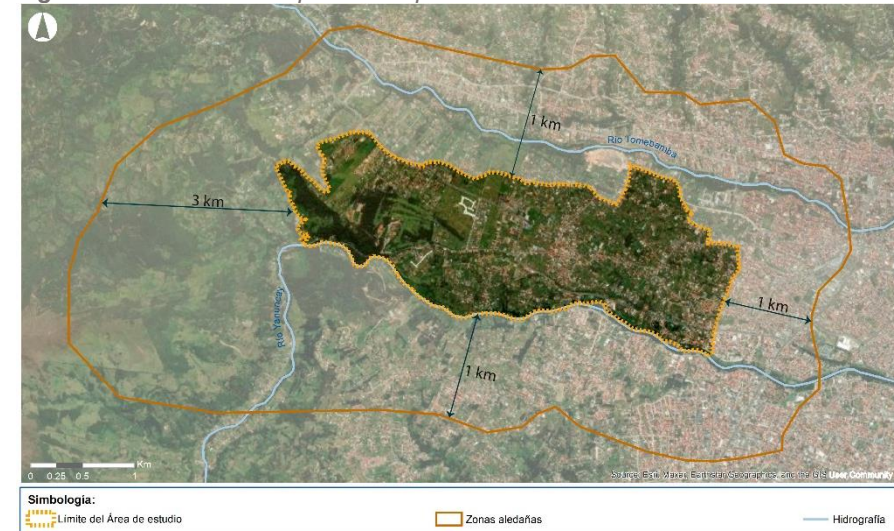 3 km
1 km
Río Tomebamba
1 km
Río Yanuncay
1 km
Km
0 0.25 0.5 1
Source: Esri, Maxar, Earthstar Geographics, and the GIS User Community
Simbología:
Límite del Área de estudio
Zonas aledañas
Hidrografía